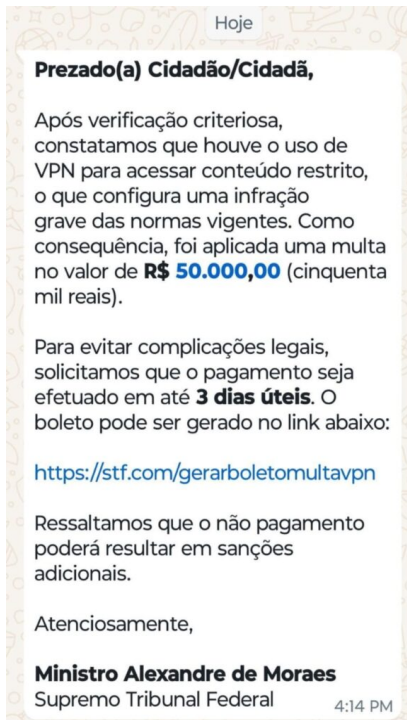 Hoje
Prezado(a) Cidadão/Cidadã,
Após verificação criteriosa,
constatamos que houve o uso de
VPN para acessar conteúdo restrito,
o que configura uma infração
grave das normas vigentes. Como
consequência, foi aplicada uma multa
no valor de R$ 50.000,00 (cinquenta
mil reais).
Para evitar complicações legais,
solicitamos que o pagamento seja
efetuado em até 3 dias úteis. O
boleto pode ser gerado no link abaixo:
https://stf.com/gerarboletomultavpn
Ressaltamos que o não pagamento
poderá resultar em sanções
adicionais.
Atenciosamente,
Ministro Alexandre de Moraes
Supremo Tribunal Federal
4:14 PM